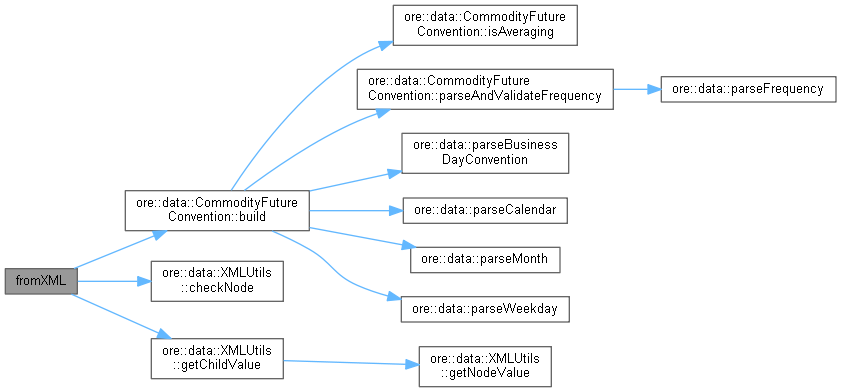 ore::data::CommodityFuture
Convention::isAveraging
ore::data::CommodityFuture
Convention::parseAndValidateFrequency
ore::data::parseFrequency
ore::data::parseBusiness
DayConvention
ore::data::CommodityFuture
Convention::build
ore::data::parseCalendar
ore::data::parseMonth
fromXML
ore::data::XMLUtils
::checkNode
ore::data::parseWeekday
ore::data::XMLUtils
::getChildValue
ore::data::XMLUtils
::getNodeValue